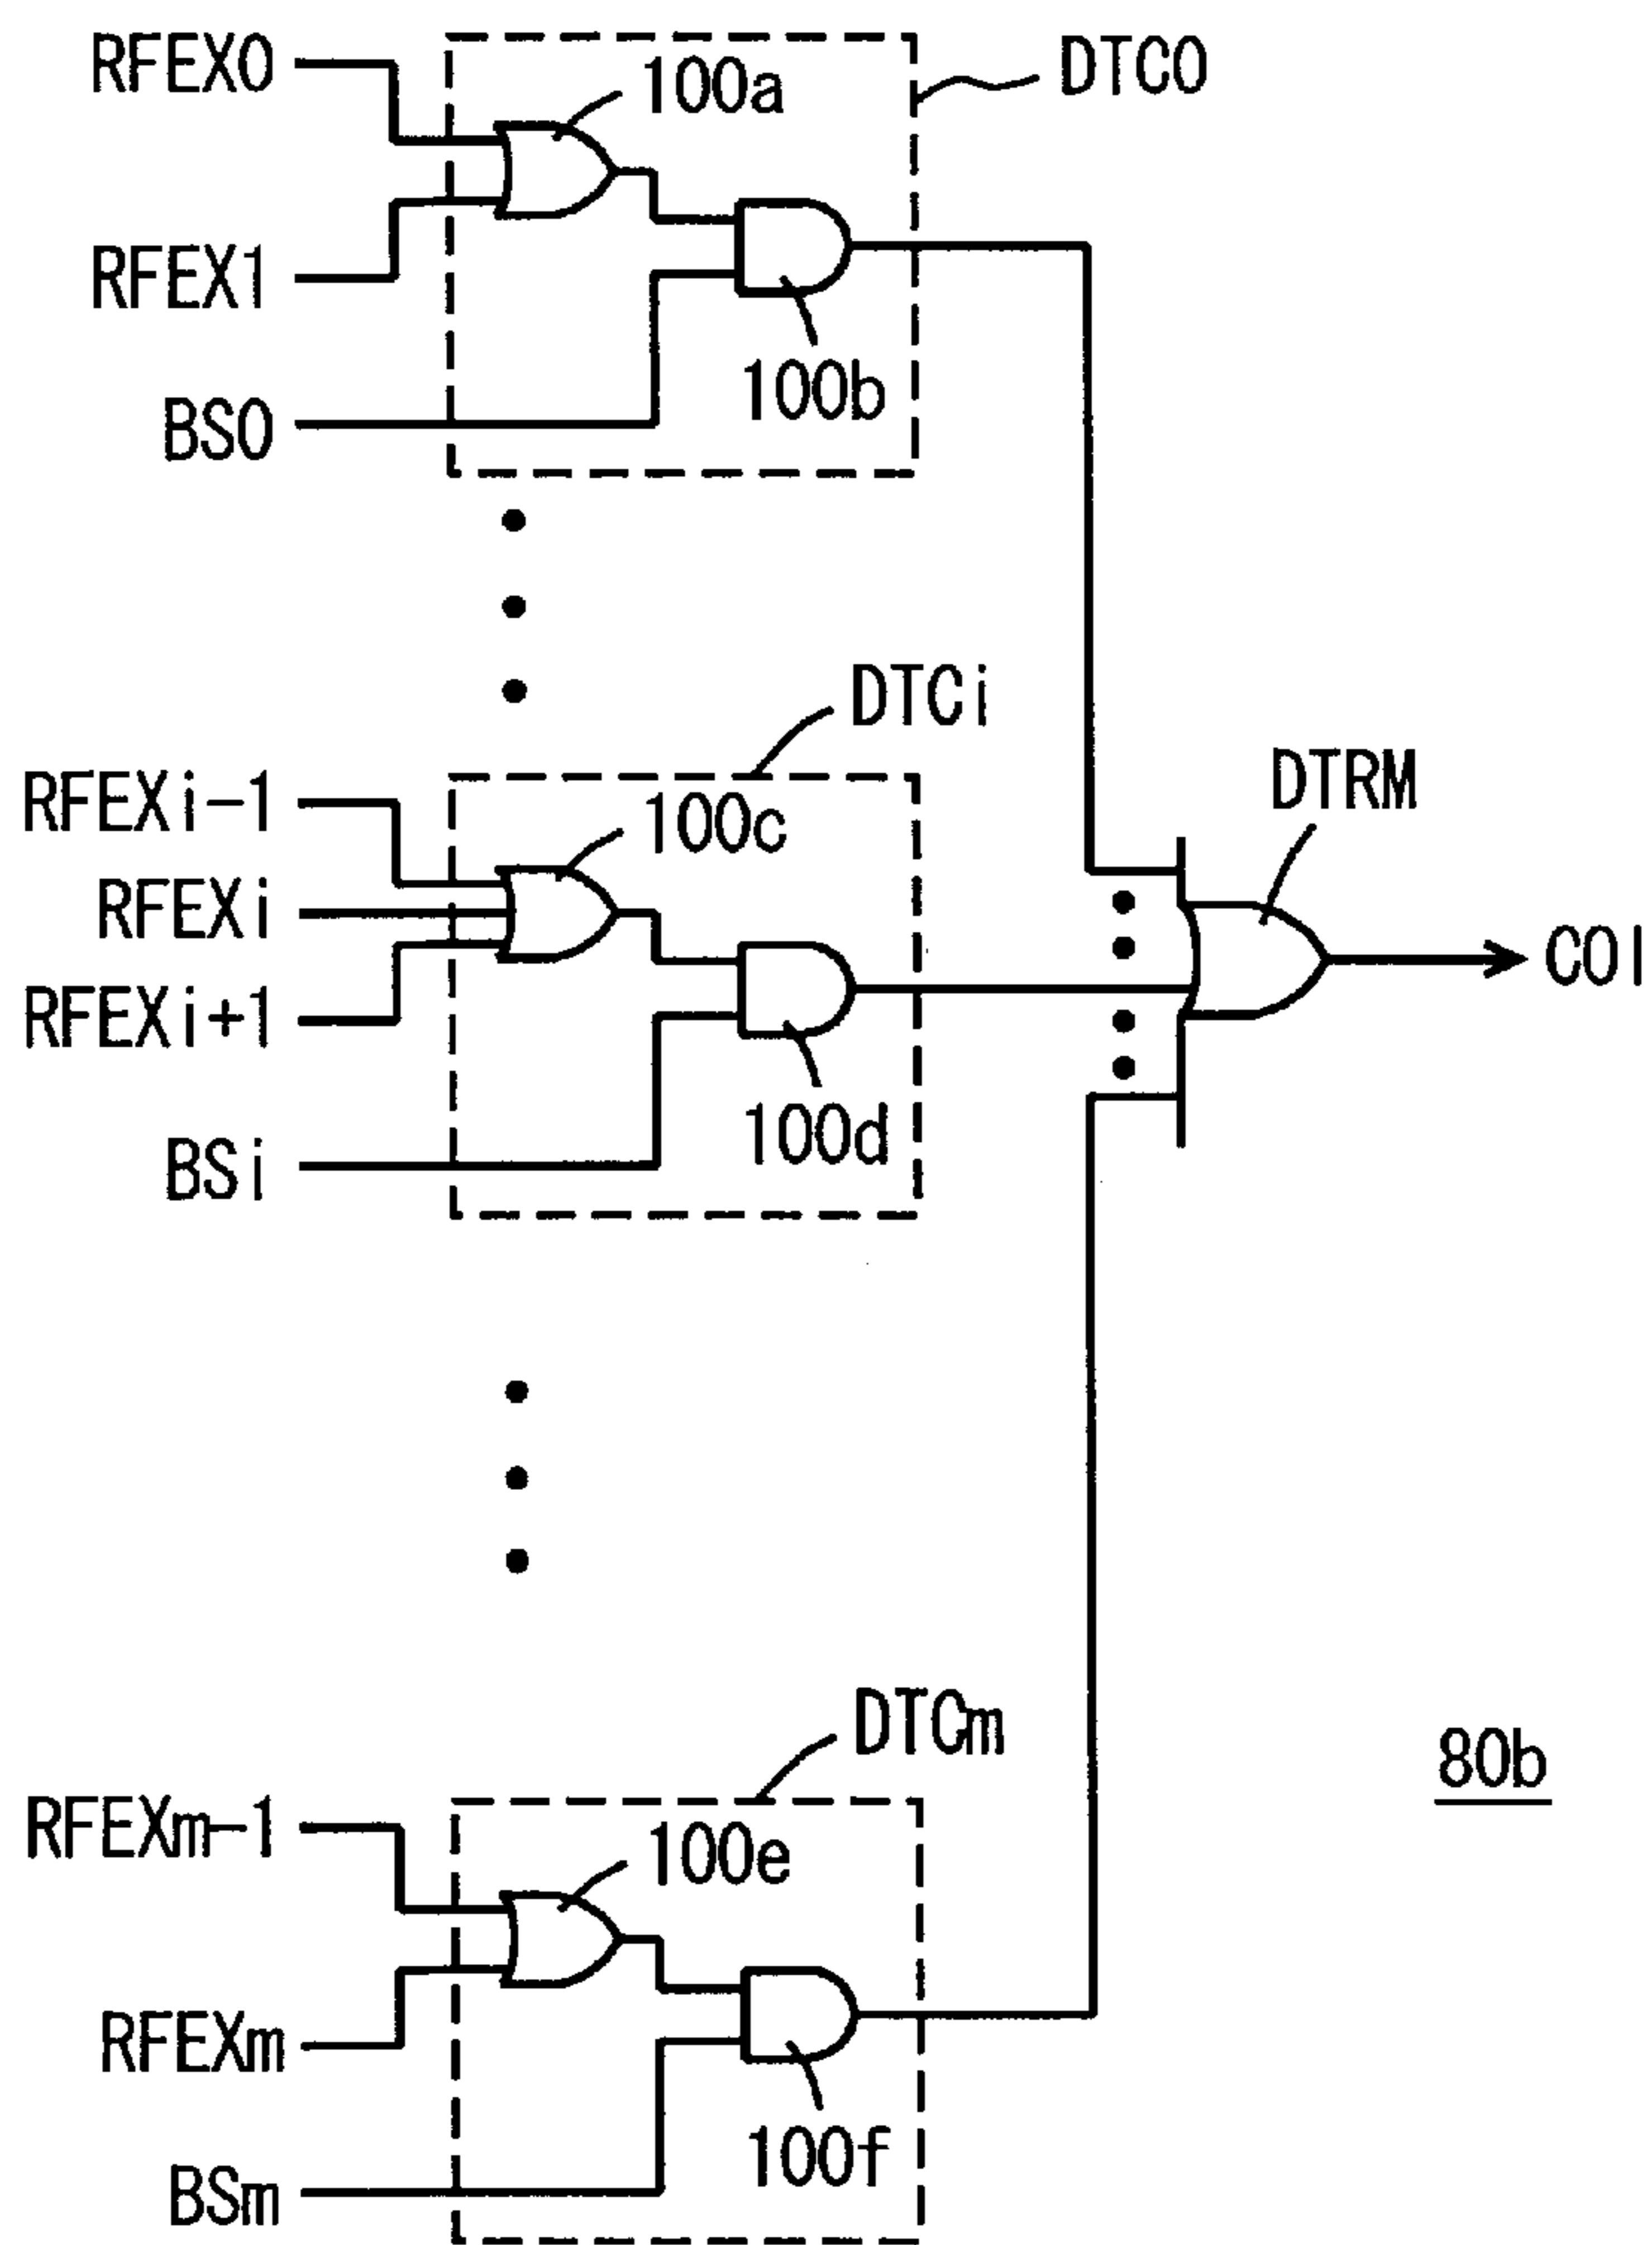 RFEX0
100a
DTC0
RFEX1
100b
BS0
DTCi
RFEXi-1
100c
DTRM
RFEXi
COI
RFEXi+1
100d
BSi
DTCm
80b
RFEXm-1
100e
RFEXm
100f
BSm